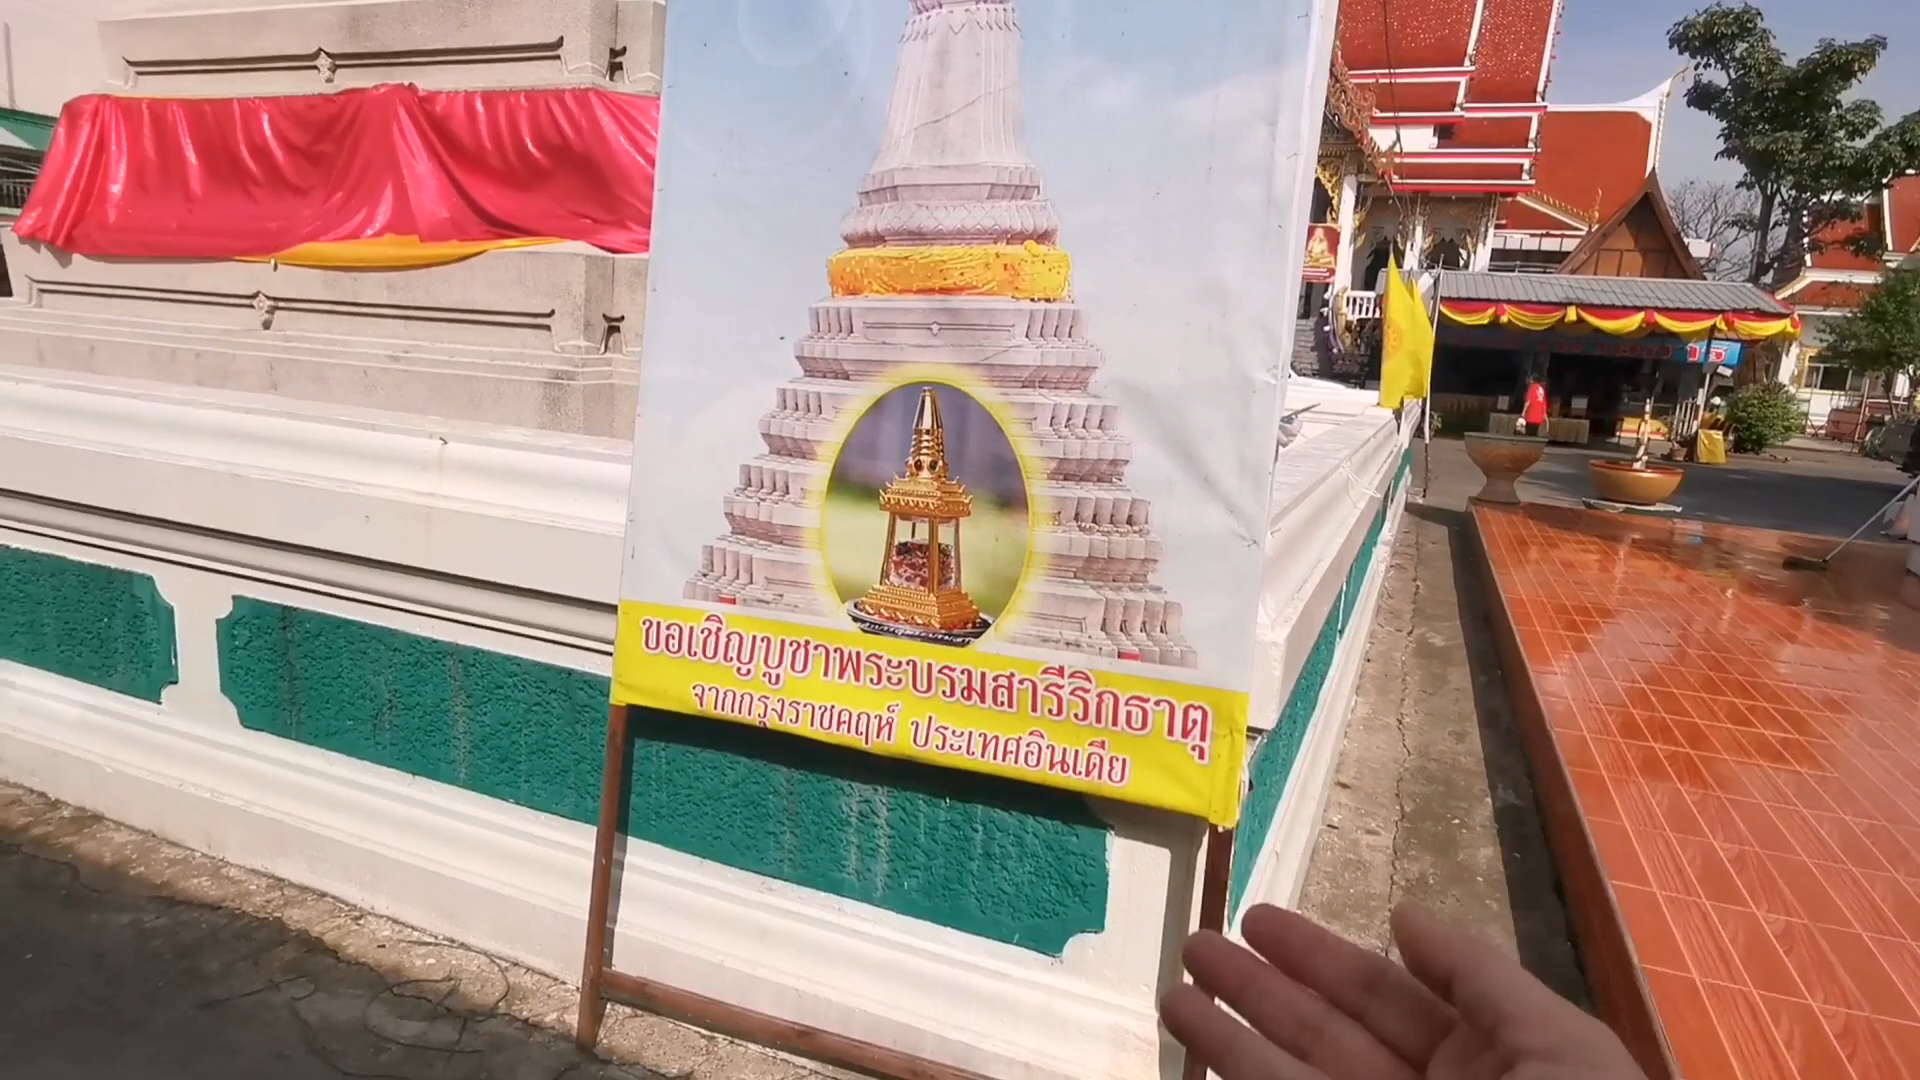 ขอเชิญบูชาพระบรมสารีริกธาตุ
จากกรุงราชคฤห์ ประเทศอินเดีย